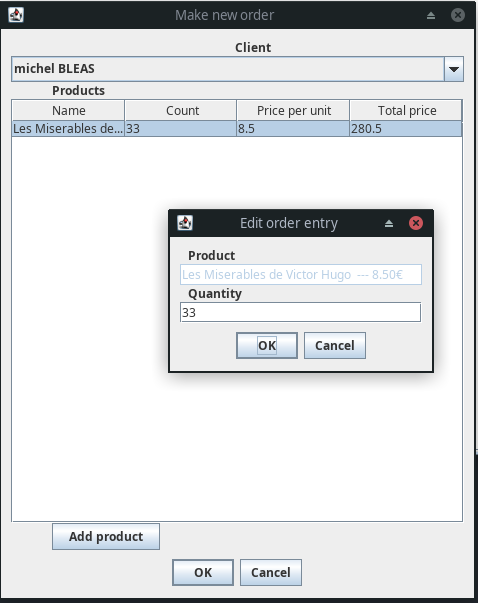 Make new order
Client
michel BLEAS
Products
Name Count Price per unit Total price
Les Miserables de... 33 8.5 280.5
Edit order entry
Product
Les Miserables de Victor Hugo --- 8.50€
Quantity
33
OK Cancel
Add product
OK Cancel